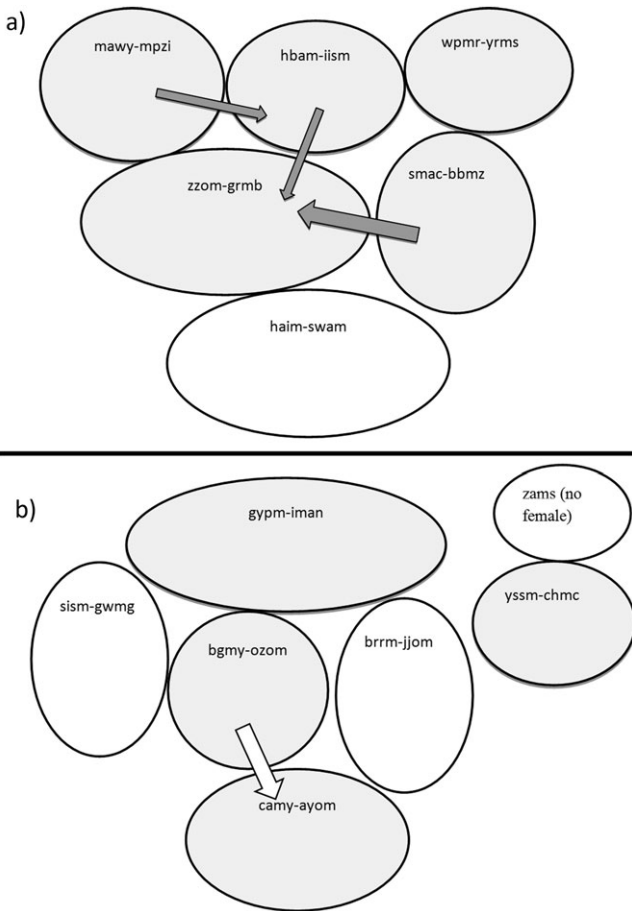 a)
mawy-mpzi
hbam-iism
wpmr-yrms
zzom-grmb
smac-bbmz
haim-swam
b)
gypm-iman
zams (no
female)
sism-gwmg
yssm-chmc
bgmy-ozom
brrm-jjom
camy-ayom